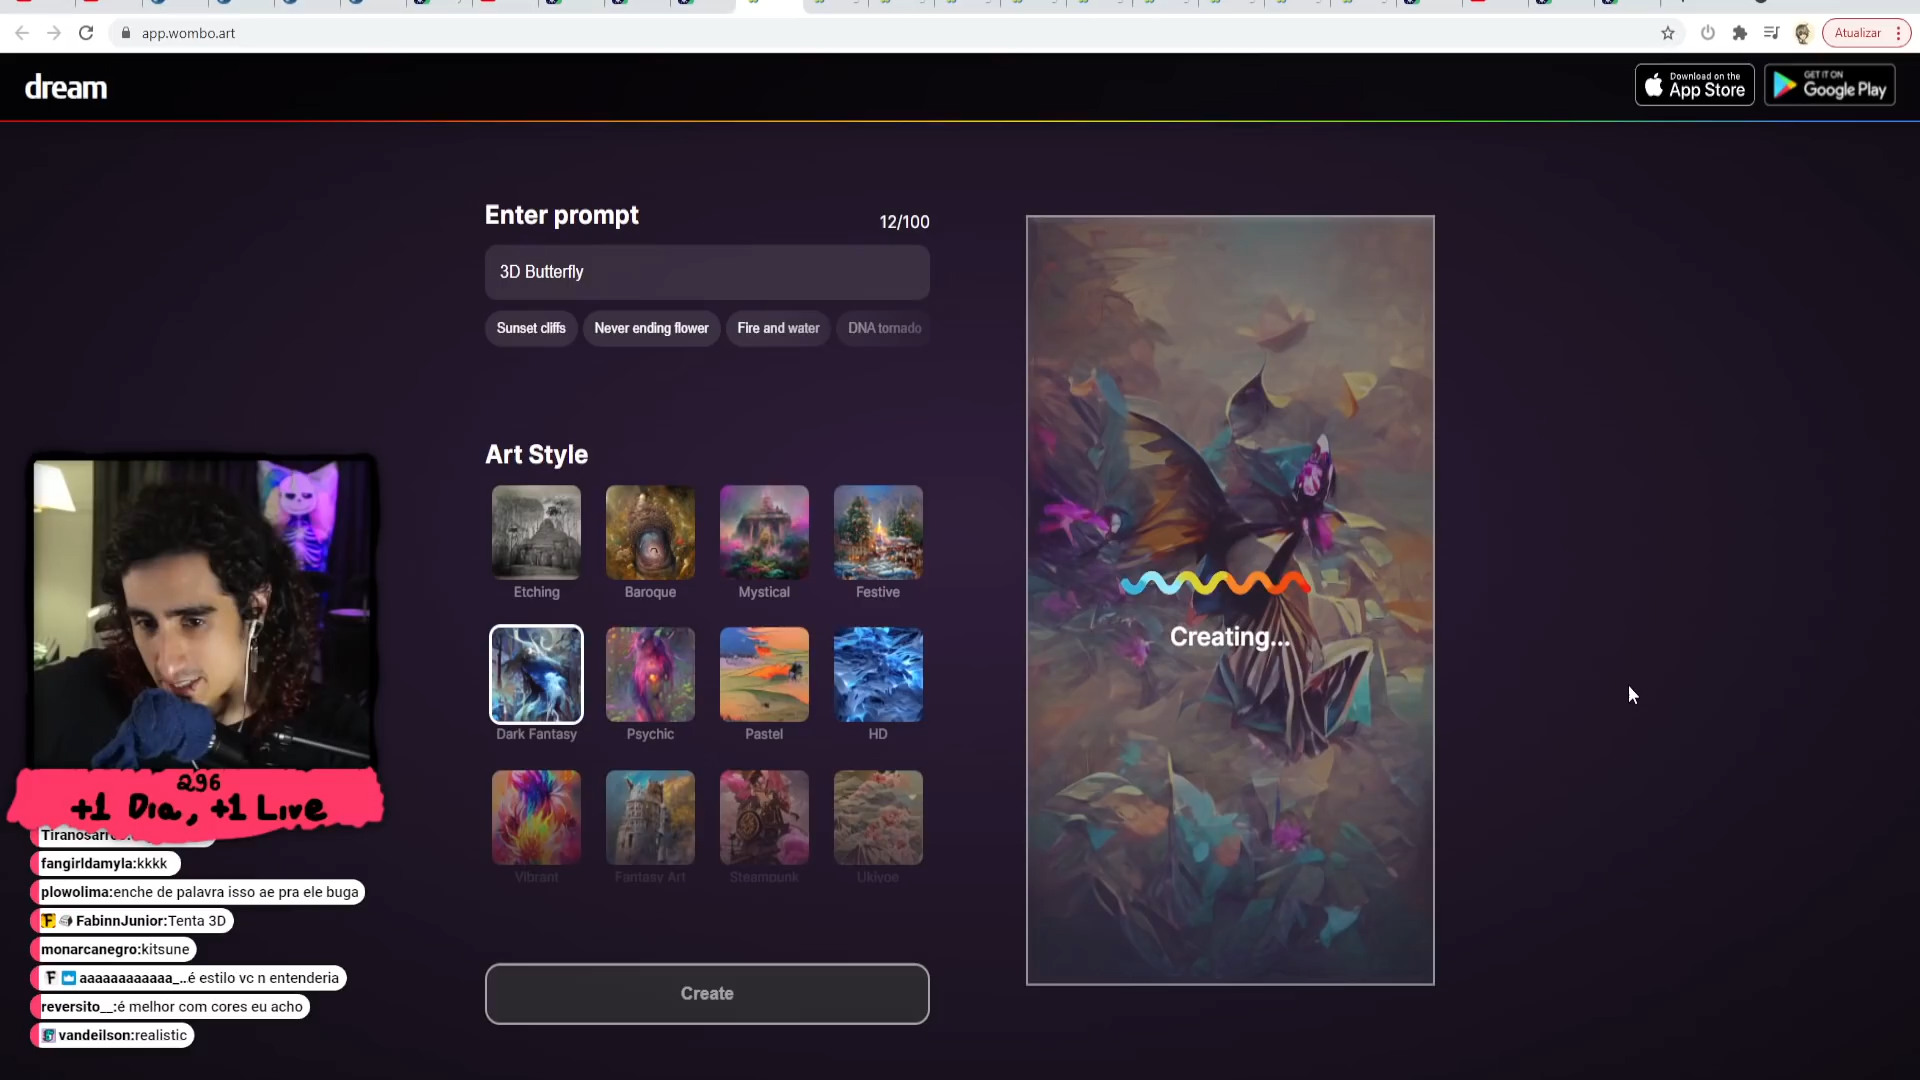 app.wombo.art
Atualizar
dream
Download on the
App Store
GET IT ON
Google Play
Enter prompt
12/100
3D Butterfly
Sunset cliffs
Never ending flower
Fire and water
DNA tornado
Art Style
Etching
Baroque
Mystical
Festive
Dark Fantasy
Psychic
Pastel
HD
Vibrant
Fantasy Art
Steampunk
Ukiyoe
Create
Creating...
296
+1 Dia, +1 Live
fangirldamyla:kkkk
plowolima:enche de palavra isso ae pra ele buga
FabinnJunior:Tenta 3D
monarcanegro:kitsune
F aaaaaaaaaaaa_..é estilo vc n entenderia
reversito__:é melhor com cores eu acho
vandeilson:realistic